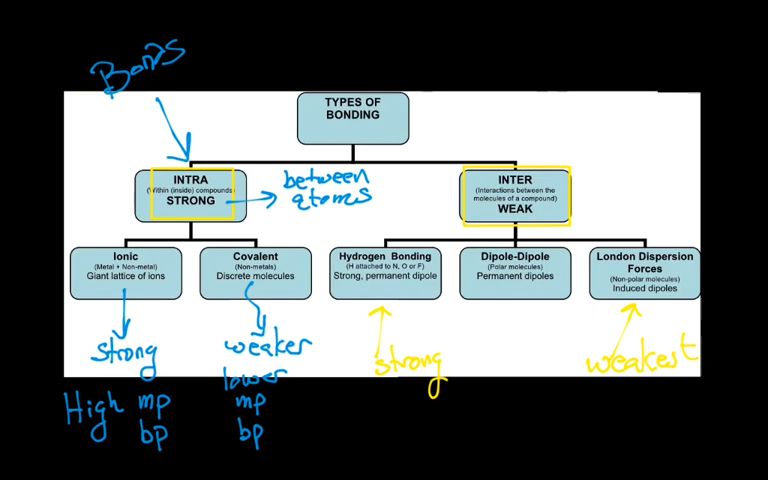 Bonds
TYPES OF
BONDING
INTRA
(Within (inside) compounds)
STRONG
between
atoms
INTER
(Interactions between the
molecules of a compound)
WEAK
Ionic
(Metal + Non-metal)
Giant lattice of ions
Covalent
(Non-metals)
Discrete molecules
Hydrogen Bonding
(H attached to N, O or F)
Strong, permanent dipole
Dipole-Dipole
(Polar molecules)
Permanent dipoles
London Dispersion
Forces
(Non-polar molecules)
Induced dipoles
strong
High mp
bp
weaker
lower
mp
bp
strong
weakest